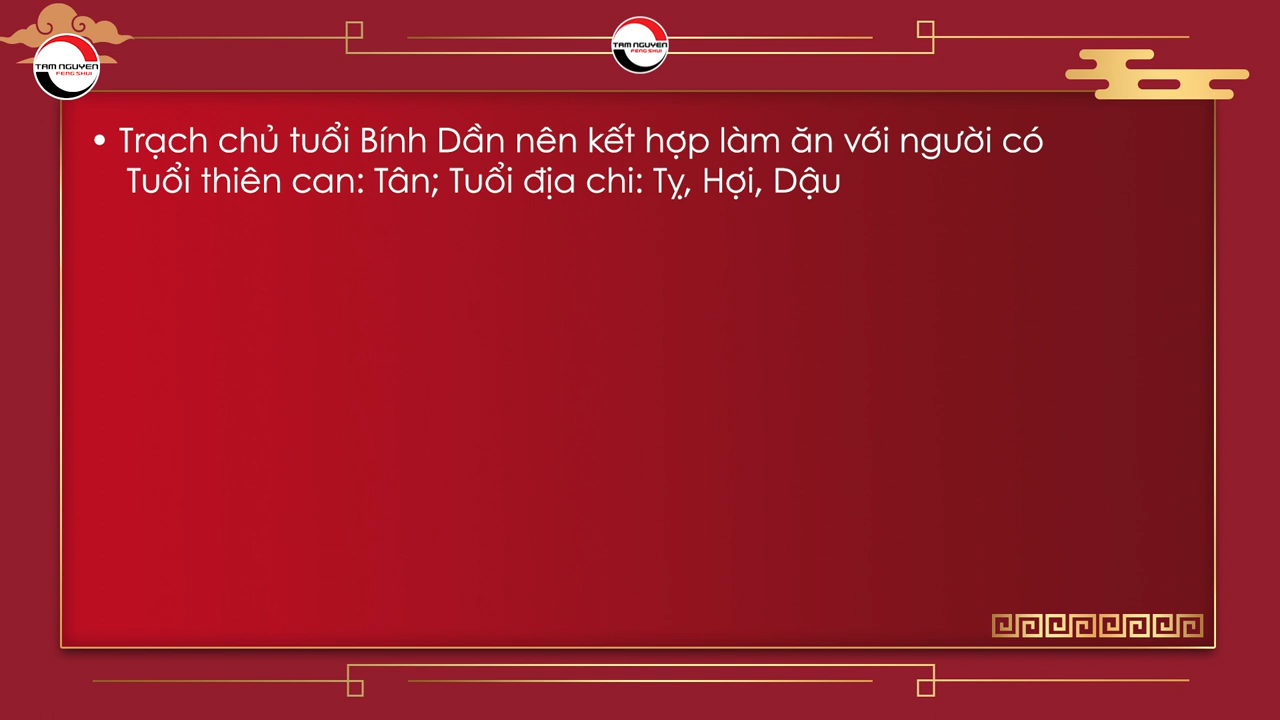 TAM NGUYEN
FENG SHUI
TAM NGUYEN
FENG SHUI
• Trạch chủ tuổi Bính Dần nên kết hợp làm ăn với người có
Tuổi thiên can: Tân; Tuổi địa chi: Tỵ, Hợi, Dậu